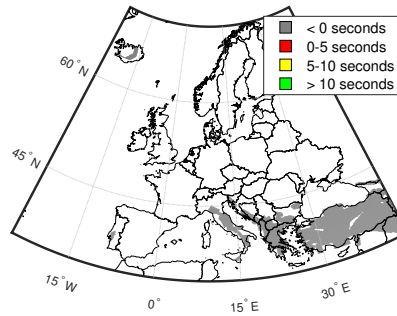 < 0 seconds
0-5 seconds
5-10 seconds
> 10 seconds
60°N
45°N
15°W
0°
15°E
30°E